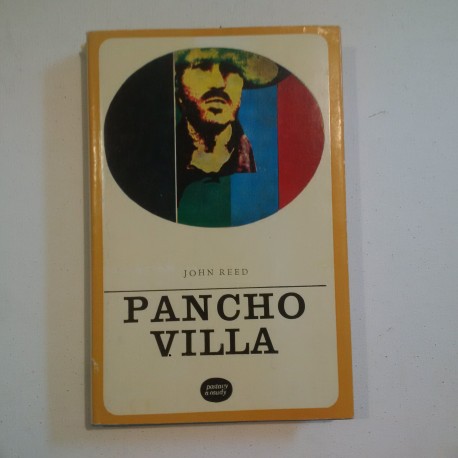 JOHN REED
PANCHO
VILLA
postavy
a osudy